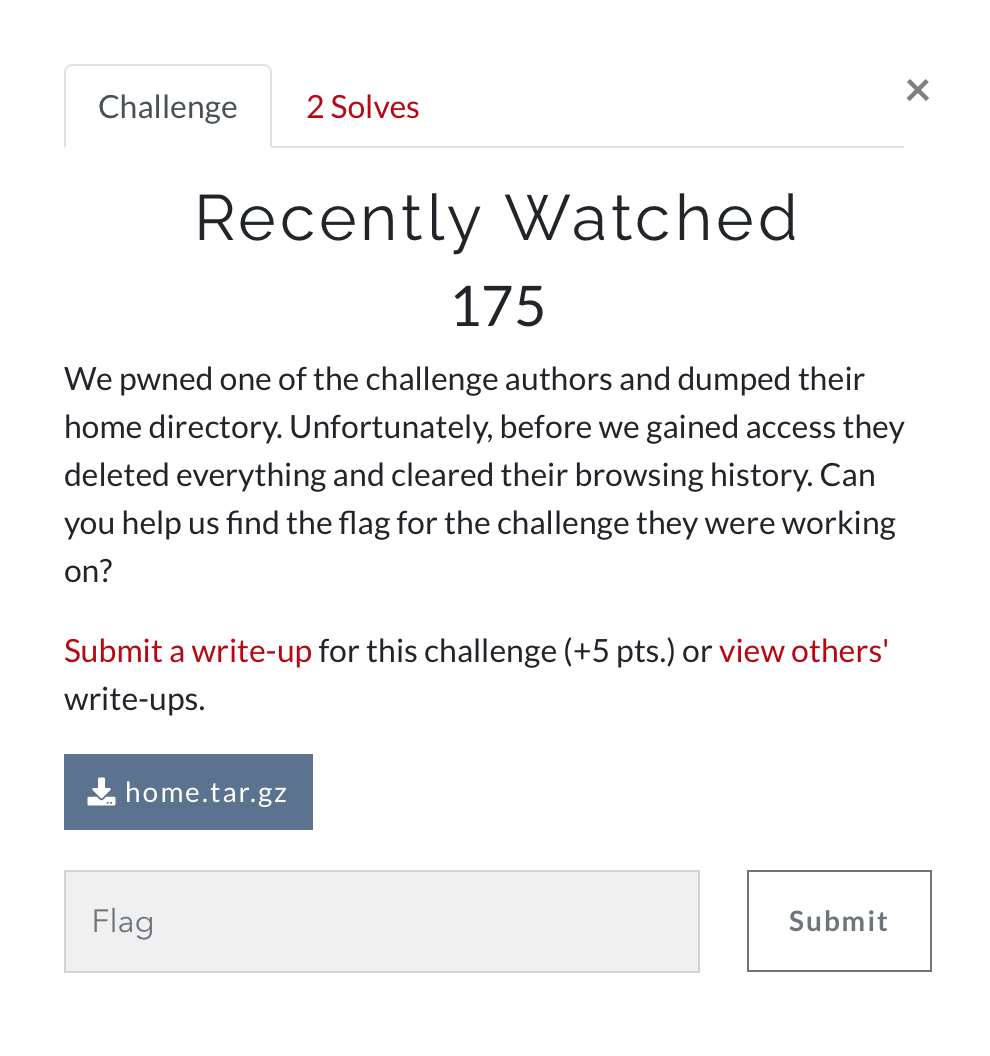 Challenge
2 Solves
×
Recently Watched
175
We pwned one of the challenge authors and dumped their
home directory. Unfortunately, before we gained access they
deleted everything and cleared their browsing history. Can
you help us find the flag for the challenge they were working
on?
Submit a write-up for this challenge (+5 pts.) or view others'
write-ups.
home.tar.gz
Flag
Submit